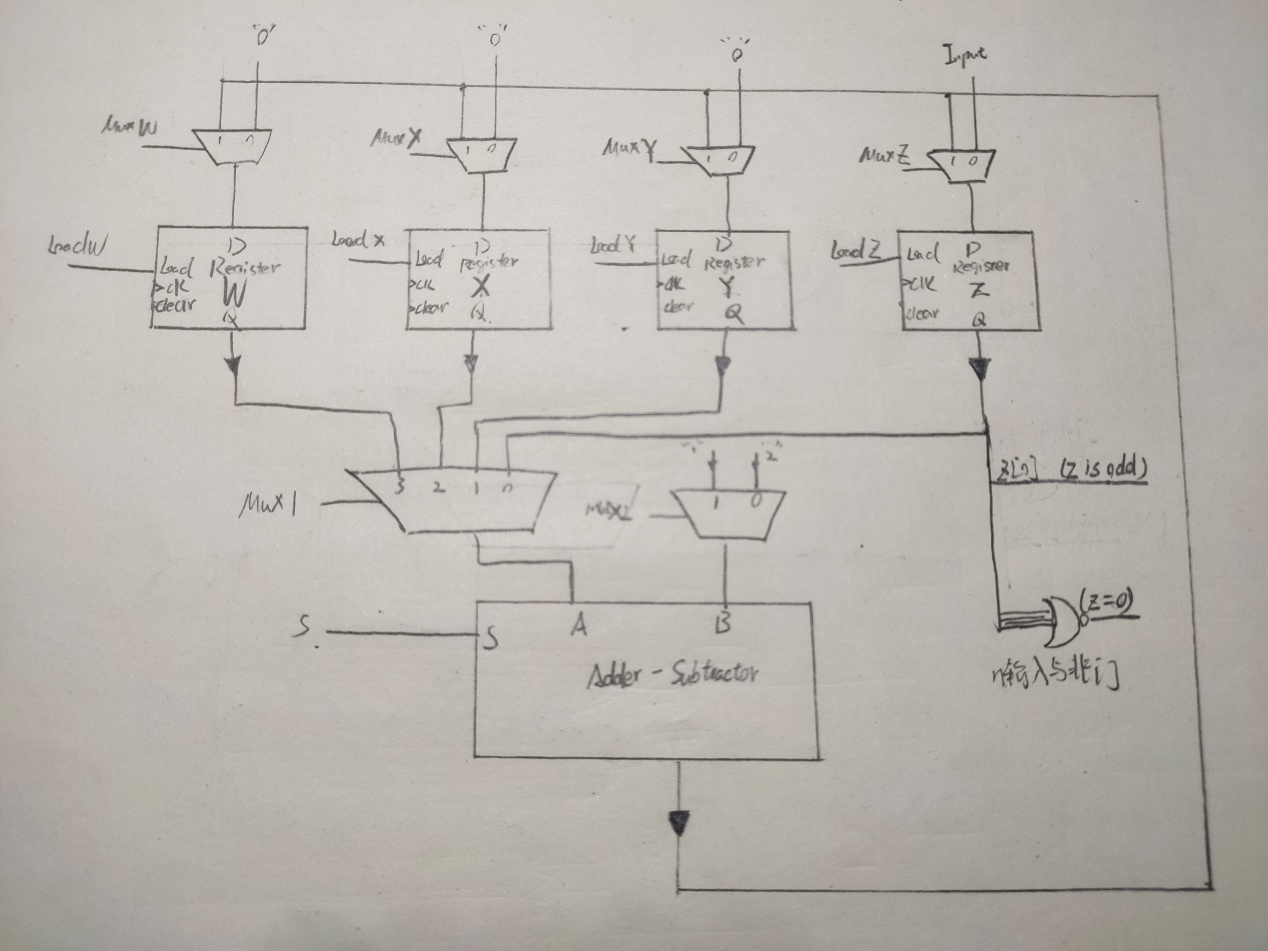 "0"
"0"
"0"
Input
Mux W
1 0
Mux X
1 0
Mux Y
1 0
Mux Z
1 0
Load W
D
Load Register
>clk W
clear
Q
Load X
D
Load Register
>clk X
>clear Q
Load Y
D
Load Register
>clk Y
clear Q
Load Z
D
Load Register
>clk Z
clear Q
Mux 1
3 2 1 0
"1" "2"
Mux2
1 0
Z[0] (Z is odd)
(Z=0)
n输入与非门
S
S A B
Adder-Subtractor